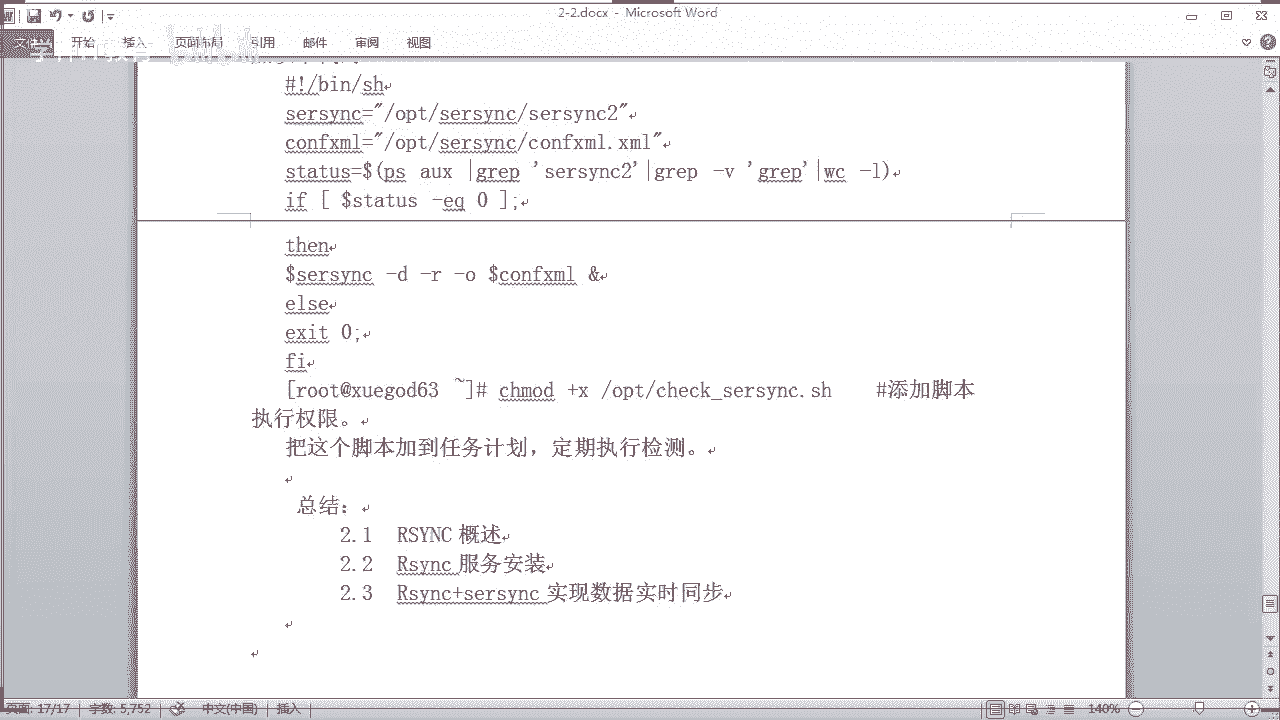 2-2.docx - Microsoft Word
开始 插入 页面布局 引用 邮件 审阅 视图
#!/bin/sh
sersync="/opt/sersync/sersync2"
confxml="/opt/sersync/confxml.xml"
status=$(ps aux |grep 'sersync2'|grep -v 'grep'|wc -l)
if [ $status -eq 0 ];
then
$sersync -d -r -o $confxml &
else
exit 0;
fi
[root@xuegod63 ~]# chmod +x /opt/check_sersync.sh #添加脚本
执行权限。
把这个脚本加到任务计划，定期执行检测。
总结：
2.1 RSYNC 概述
2.2 Rsync 服务安装
2.3 Rsync+sersync 实现数据实时同步
页面: 17/17 字数: 5,752 中文(中国) 插入 140%